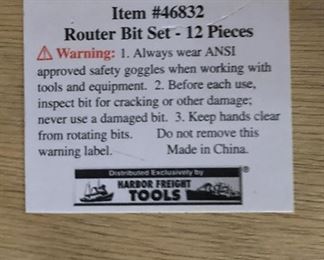 Item #46832
Router Bit Set - 12 Pieces
Warning: 1. Always wear ANSI
approved safety goggles when working with
tools and equipment. 2. Before each use,
inspect bit for cracking or other damage;
never use a damaged bit. 3. Keep hands clear
from rotating bits. Do not remove this
warning label. Made in China.
Distributed Exclusively by
HARBOR FREIGHT
TOOLS ®